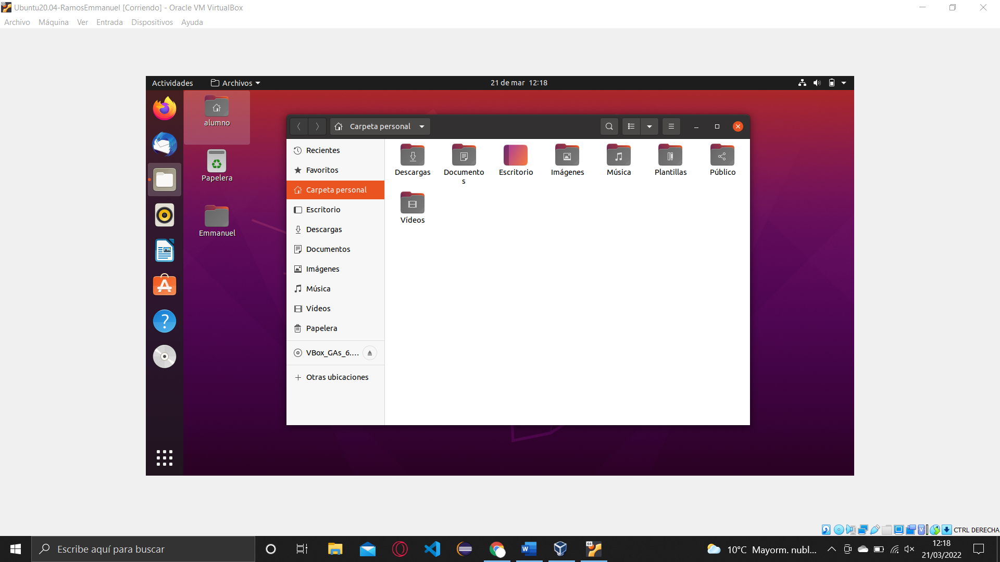 Ubuntu20.04-RamosEmmanuel [Corriendo] - Oracle VM VirtualBox
Archivo Máquina Ver Entrada Dispositivos Ayuda
Actividades Archivos 21 de mar 12:18
alumno
Papelera
Emmanuel
Carpeta personal
Recientes
Favoritos
Carpeta personal
Escritorio
Descargas
Documentos
Imágenes
Música
Vídeos
Papelera
VBox_GAs_6....
Otras ubicaciones
Descargas
Documento
s
Escritorio
Imágenes
Música
Plantillas
Público
Vídeos
CTRL DERECHA
Escribe aquí para buscar
10°C Mayorm. nubl...
12:18
21/03/2022